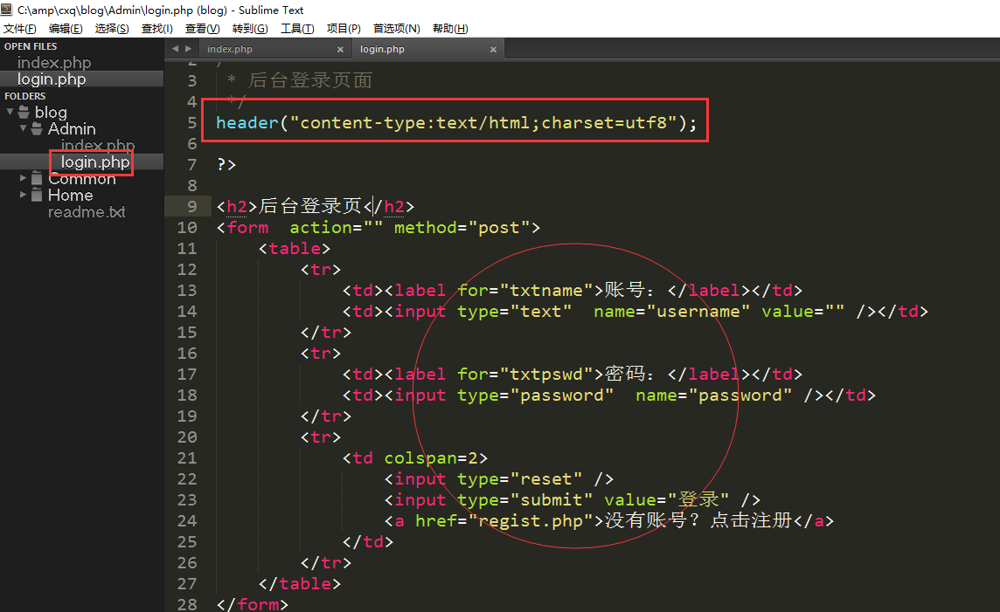 C:\amp\cxq\blog\Admin\login.php (blog) - Sublime Text
文件(F) 编辑(E) 选择(S) 查找(I) 查看(V) 转到(G) 工具(T) 项目(P) 首选项(N) 帮助(H)
OPEN FILES
index.php
login.php
FOLDERS
blog
Admin
index.php
login.php
Common
Home
readme.txt
index.php × login.php ×
2 /
3 * 后台登录页面
4 */
5 header("content-type:text/html;charset=utf8");
6
7 ?>
8
9 <h2>后台登录页</h2>
10 <form  action="" method="post">
11 <table>
12 <tr>
13 <td><label for="txtname">账号：</label></td>
14 <td><input type="text"  name="username" value="" /></td>
15 </tr>
16 <tr>
17 <td><label for="txtpswd">密码：</label></td>
18 <td><input type="password"  name="password" /></td>
19 </tr>
20 <tr>
21 <td colspan=2>
22 <input type="reset" />
23 <input type="submit" value="登录" />
24 <a href="regist.php">没有账号？点击注册</a>
25 </td>
26 </tr>
27 </table>
28 </form>